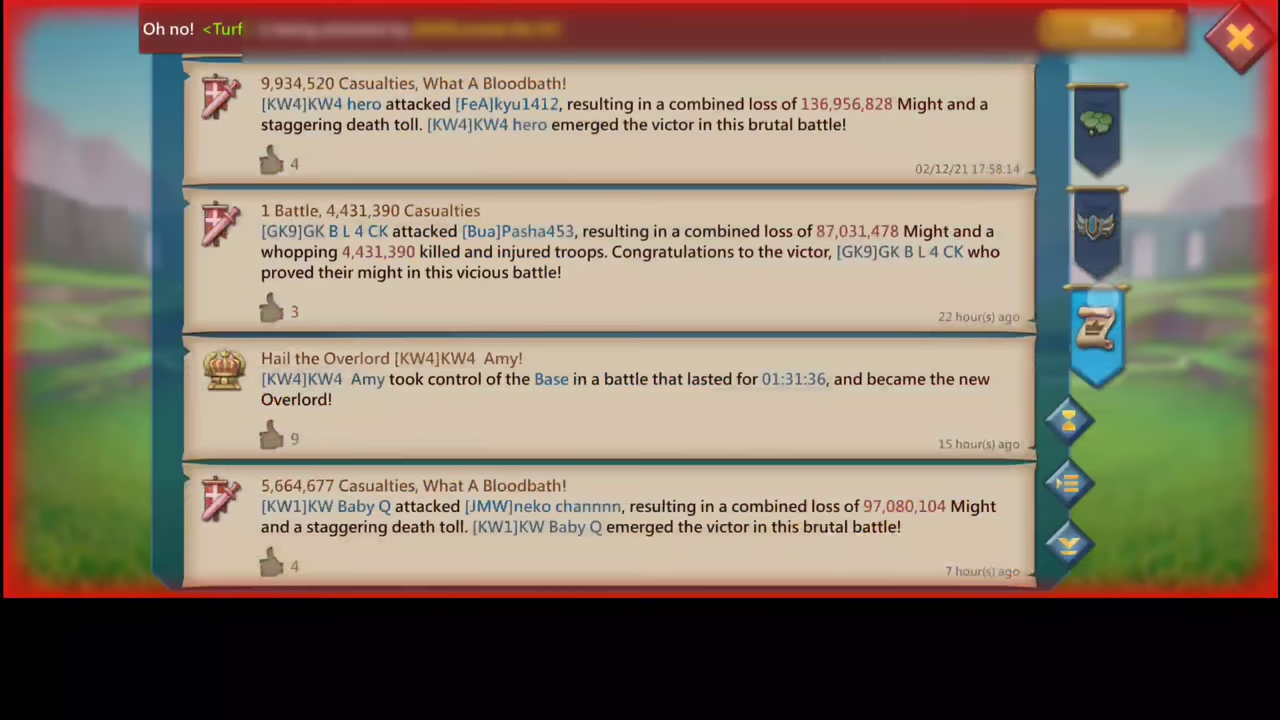 Oh no! <Turf
9,934,520 Casualties, What A Bloodbath!
[KW4]KW4 hero attacked [FeA]kyu1412, resulting in a combined loss of 136,956,828 Might and a
staggering death toll. [KW4]KW4 hero emerged the victor in this brutal battle!
4
02/12/21 17:58:14
1 Battle, 4,431,390 Casualties
[GK9]GK B L 4 CK attacked [Bua]Pasha453, resulting in a combined loss of 87,031,478 Might and a
whopping 4,431,390 killed and injured troops. Congratulations to the victor, [GK9]GK B L 4 CK who
proved their might in this vicious battle!
3
22 hour(s) ago
Hail the Overlord [KW4]KW4 Amy!
[KW4]KW4 Amy took control of the Base in a battle that lasted for 01:31:36, and became the new
Overlord!
9
15 hour(s) ago
5,664,677 Casualties, What A Bloodbath!
[KW1]KW Baby Q attacked [JMW]neko channnn, resulting in a combined loss of 97,080,104 Might
and a staggering death toll. [KW1]KW Baby Q emerged the victor in this brutal battle!
4
7 hour(s) ago